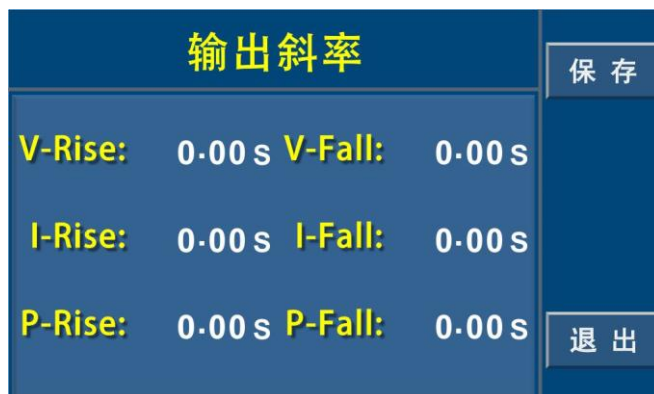 输出斜率
保存
V-Rise: 0.00 S V-Fall: 0.00 S
I-Rise: 0.00 S I-Fall: 0.00 S
P-Rise: 0.00 S P-Fall: 0.00 S
退出